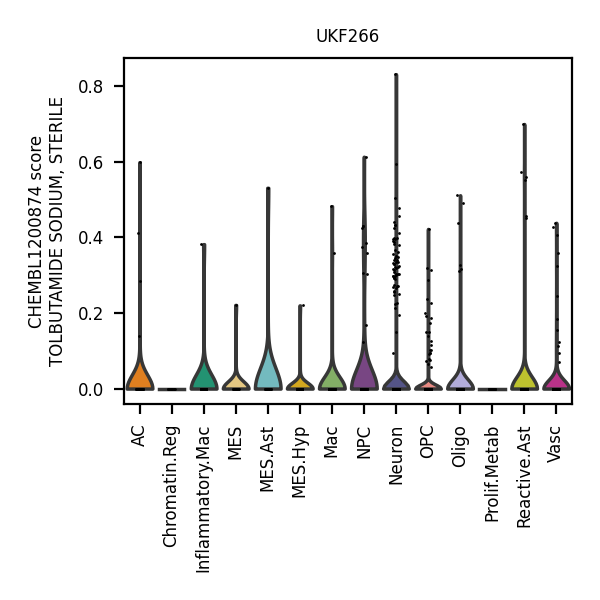 UKF266
CHEMBL1200874 score
TOLBUTAMIDE SODIUM, STERILE
0.8
0.6
0.4
0.2
0.0
AC
Chromatin.Reg
Inflammatory.Mac
MES
MES.Ast
MES.Hyp
Mac
NPC
Neuron
OPC
Oligo
Prolif.Metab
Reactive.Ast
Vasc